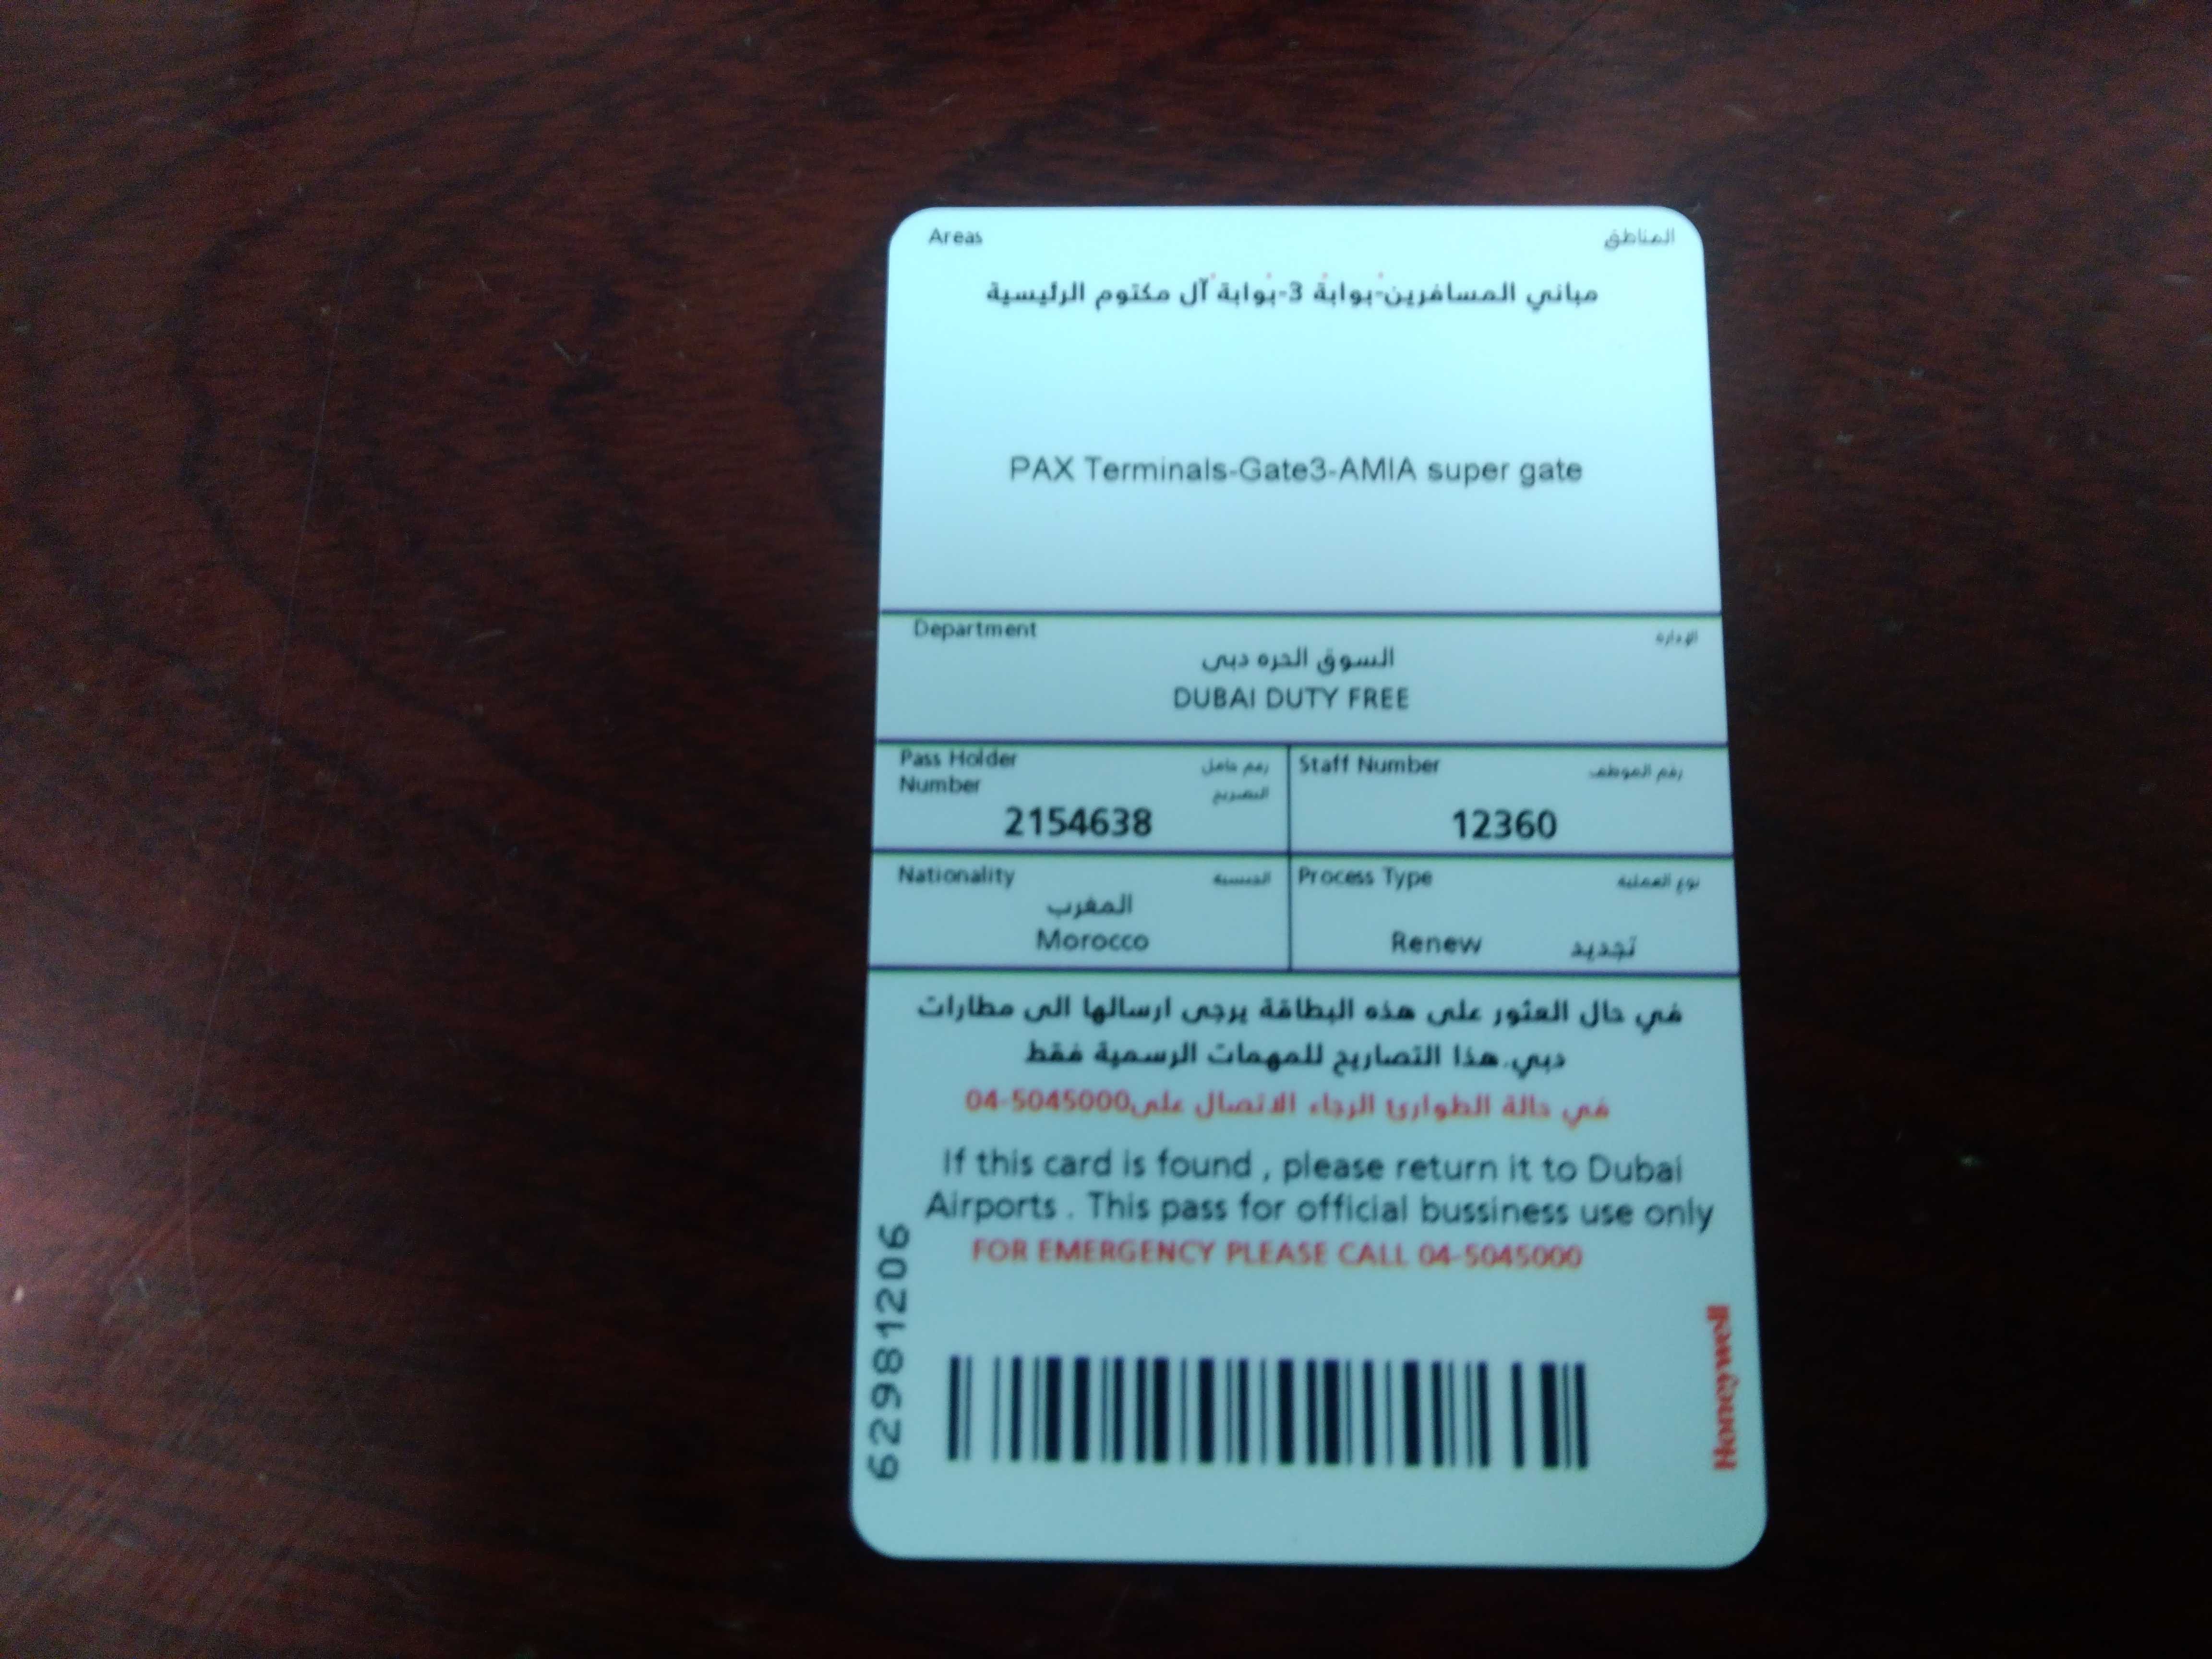 Areas المناطق
مباني المسافرين-بوابة 3-بوابة آل مكتوم الرئيسية
PAX Terminals-Gate3-AMIA super gate
Department الإدارة
السوق الحره دبى
DUBAI DUTY FREE
Pass Holder Number رقم حامل التصريح
2154638
Staff Number رقم الموظف
12360
Nationality الجنسية
المغرب
Morocco
Process Type نوع العملية
Renew تجديد
في حال العثور على هذه البطاقة يرجى ارسالها الى مطارات
دبي.هذا التصاريح للمهمات الرسمية فقط
في حالة الطوارئ الرجاء الاتصال على04-5045000
If this card is found , please return it to Dubai
Airports . This pass for official bussiness use only
FOR EMERGENCY PLEASE CALL 04-5045000
62981206
Honeywell